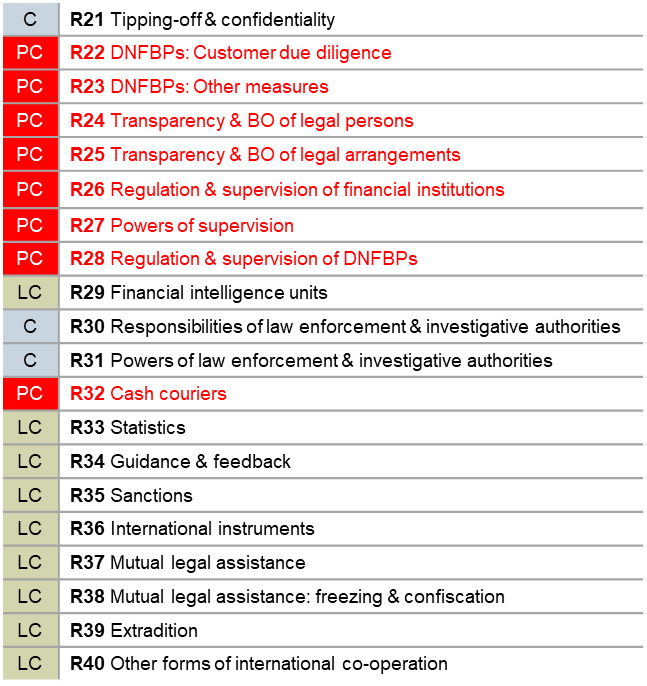 C R21 Tipping-off & confidentiality
PC R22 DNFBPs: Customer due diligence
PC R23 DNFBPs: Other measures
PC R24 Transparency & BO of legal persons
PC R25 Transparency & BO of legal arrangements
PC R26 Regulation & supervision of financial institutions
PC R27 Powers of supervision
PC R28 Regulation & supervision of DNFBPs
LC R29 Financial intelligence units
C R30 Responsibilities of law enforcement & investigative authorities
C R31 Powers of law enforcement & investigative authorities
PC R32 Cash couriers
LC R33 Statistics
LC R34 Guidance & feedback
LC R35 Sanctions
LC R36 International instruments
LC R37 Mutual legal assistance
LC R38 Mutual legal assistance: freezing & confiscation
LC R39 Extradition
LC R40 Other forms of international co-operation